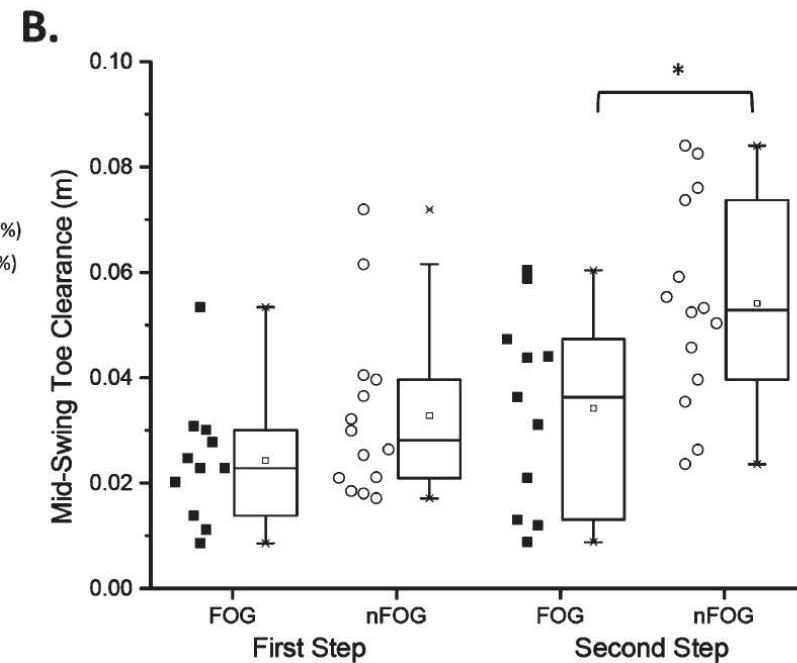 B.
0.10
*
0.08
%)
%)
0.06
0.04
0.02
0.00
Mid-Swing Toe Clearance (m)
FOG nFOG FOG nFOG
First Step Second Step